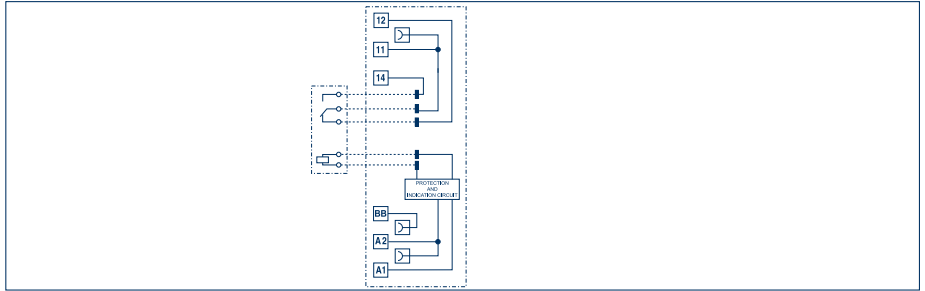 12
11
14
PROTECTION
AND
INDICATION CIRCUIT
BB
A2
A1